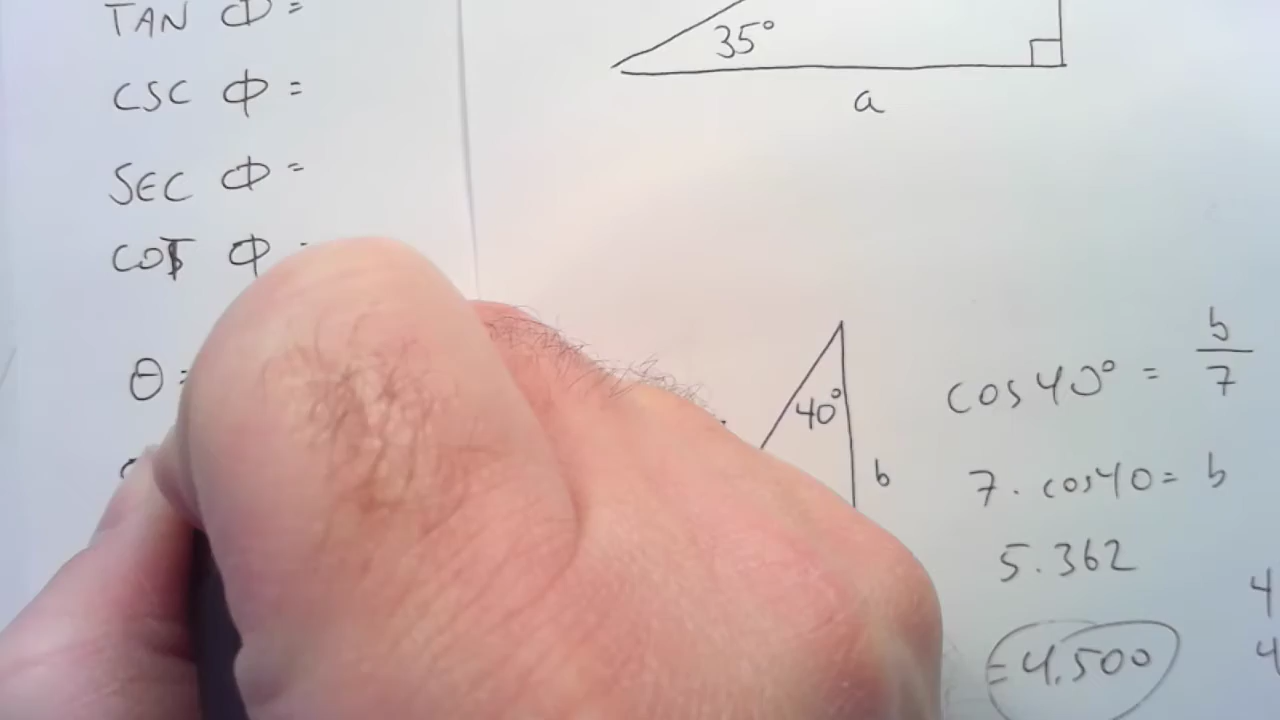 TAN Φ =
CSC Φ =
SEC Φ =
COT Φ
θ =
35°
a
40°
b
cos 40° = b/7
7 · cos 40 = b
5.362
= 4.500
4
4